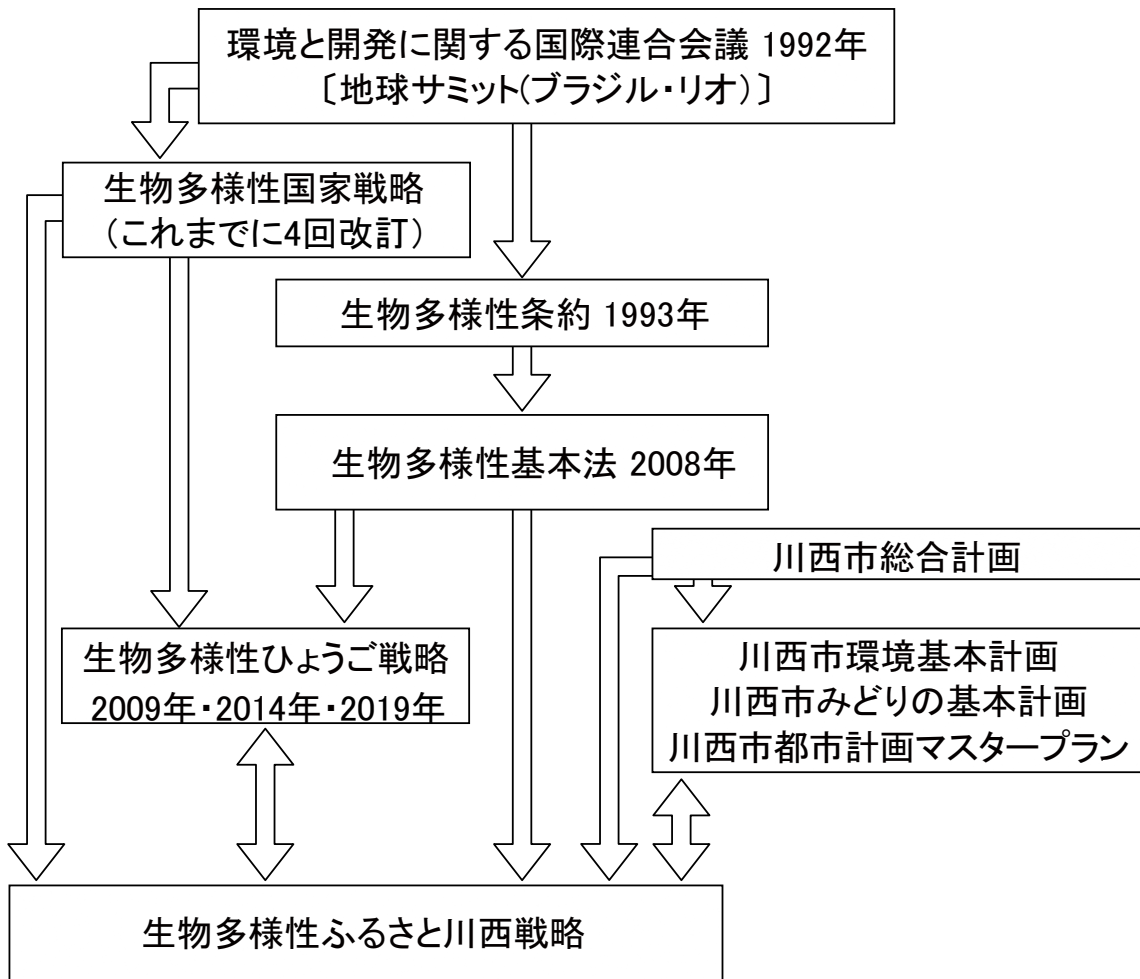 環境と開発に関する国際連合会議 1992年
〔地球サミット(ブラジル・リオ)〕
生物多様性国家戦略
(これまでに4回改訂)
生物多様性条約 1993年
生物多様性基本法 2008年
川西市総合計画
生物多様性ひょうご戦略
2009年・2014年・2019年
川西市環境基本計画
川西市みどりの基本計画
川西市都市計画マスタープラン
生物多様性ふるさと川西戦略